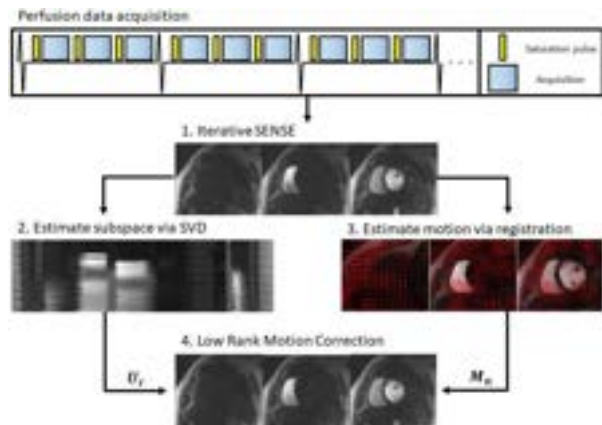 Perfusion data acquisition
Saturation pulse
Acquisition
1. Iterative SENSE
2. Estimate subspace via SVD
3. Estimate motion via registration
4. Low Rank Motion Correction